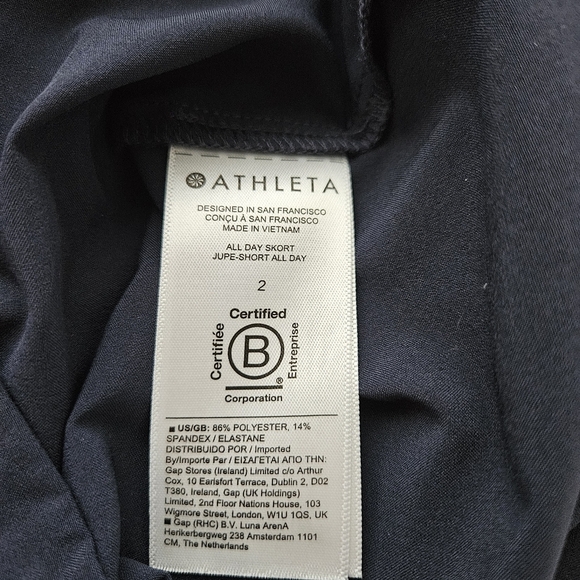 ATHLETA
DESIGNED IN SAN FRANCISCO
CONÇU À SAN FRANCISCO
MADE IN VIETNAM
ALL DAY SKORT
JUPE-SHORT ALL DAY
2
Certified
Certifiée
B
Entreprise
®
Corporation
US/GB: 86% POLYESTER, 14%
SPANDEX / ELASTANE
DISTRIBUIDO POR / Imported
By/Importe Par / ΕΙΣΑΓΕΤΑΙ ΑΠΟ ΤΗΝ:
Gap Stores (Ireland) Limited c/o Arthur
Cox, 10 Earlsfort Terrace, Dublin 2, D02
T380, Ireland, Gap (UK Holdings)
Limited, 2nd Floor Nations House, 103
Wigmore Street, London, W1U 1QS, UK
Gap (RHC) B.V. Luna ArenA
Herikerbergweg 238 Amsterdam 1101
CM, The Netherlands